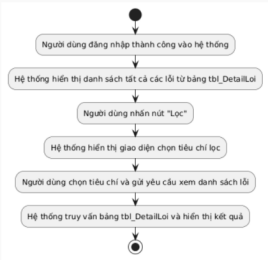 Người dùng đăng nhập thành công vào hệ thống
Hệ thống hiển thị danh sách tất cả các lỗi từ bảng tbl_DetailLoi
Người dùng nhấn nút "Lọc"
Hệ thống hiển thị giao diện chọn tiêu chí lọc
Người dùng chọn tiêu chí và gửi yêu cầu xem danh sách lỗi
Hệ thống truy vấn bảng tbl_DetailLoi và hiển thị kết quả